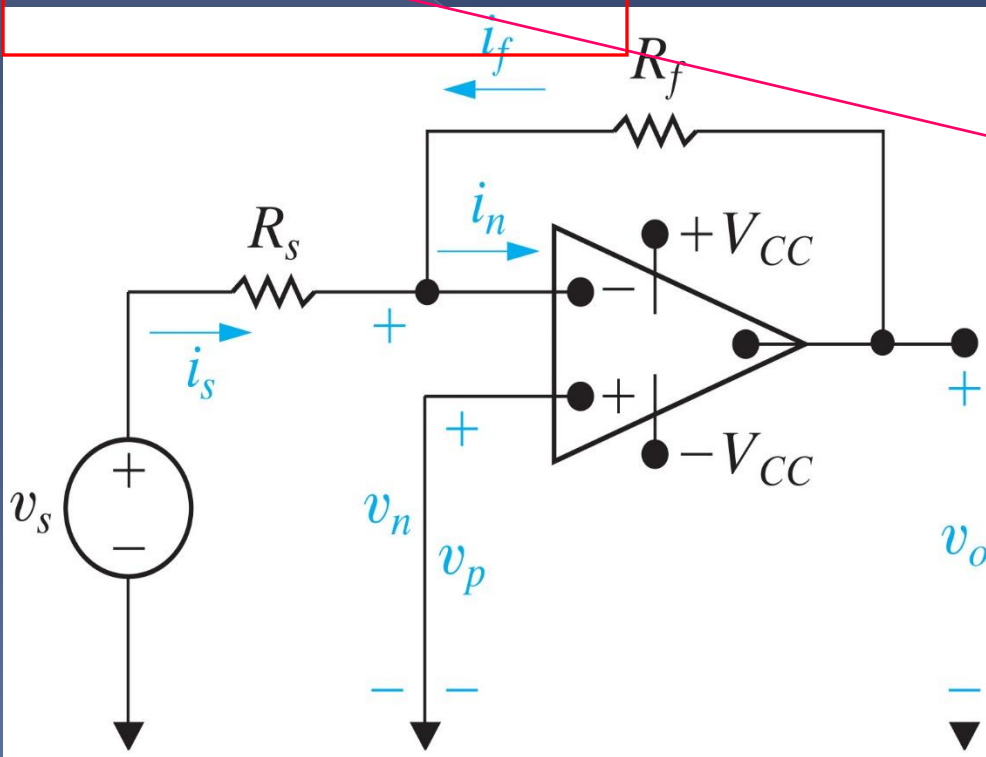 i_f
R_f
R_s
i_n
+V_CC
−
+
i_s
+
+
−V_CC
+
+
v_s
−
v_n
v_p
v_o
− −
−